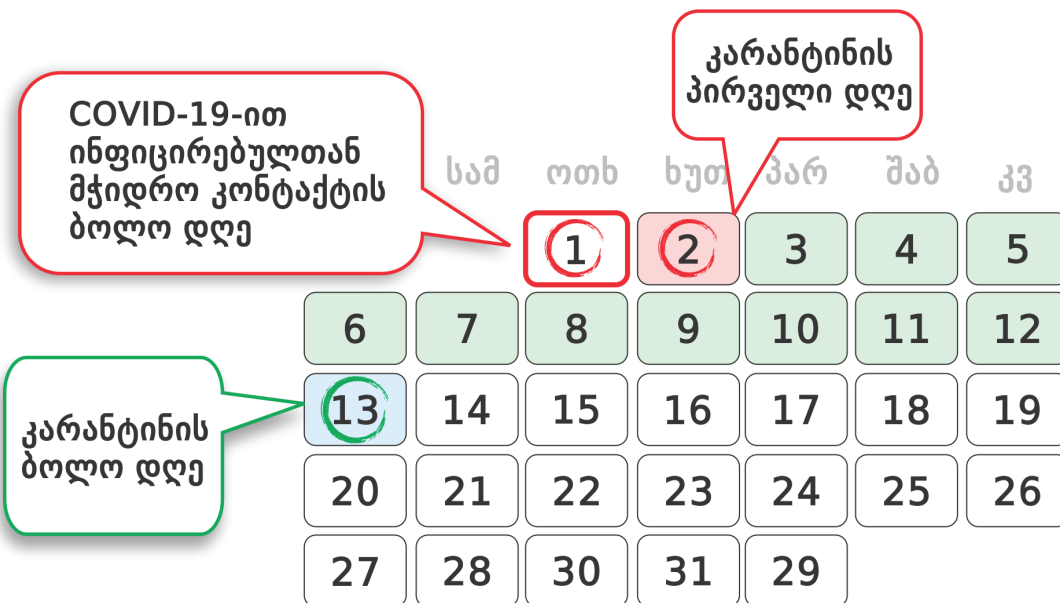 კარანტინის
პირველი დღე
COVID-19-ით
ინფიცირებულთან
მჭიდრო კონტაქტის
ბოლო დღე
სამ ოთხ ხუთ პარ შაბ კვ
1 2 3 4 5
6 7 8 9 10 11 12
13 14 15 16 17 18 19
კარანტინის
ბოლო დღე
20 21 22 23 24 25 26
27 28 30 31 29